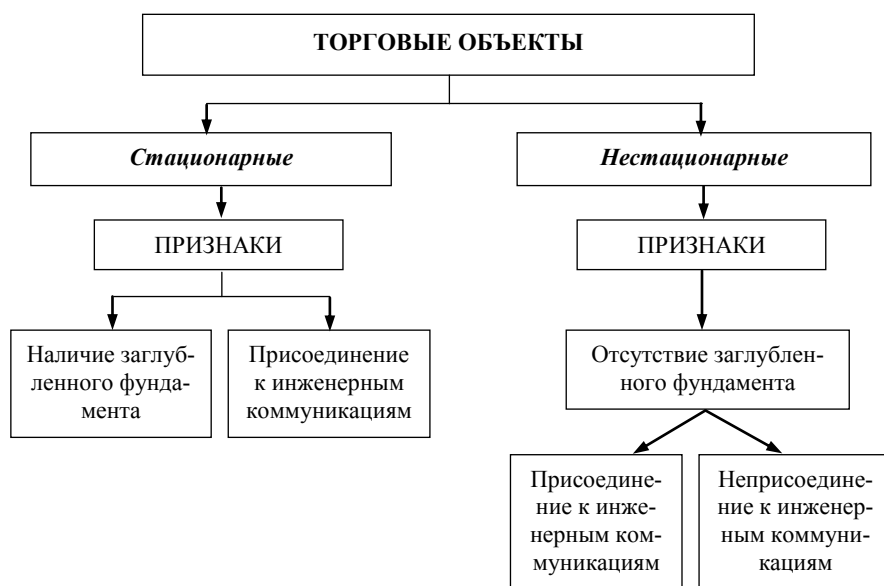 ТОРГОВЫЕ ОБЪЕКТЫ
Стационарные
Нестационарные
ПРИЗНАКИ
ПРИЗНАКИ
Наличие заглуб-
ленного фунда-
мента
Присоединение
к инженерным
коммуникациям
Отсутствие заглублен-
ного фундамента
Присоедине-
ние к инже-
нерным ком-
муникациям
Неприсоедине-
ние к инженер-
ным коммуни-
кациям